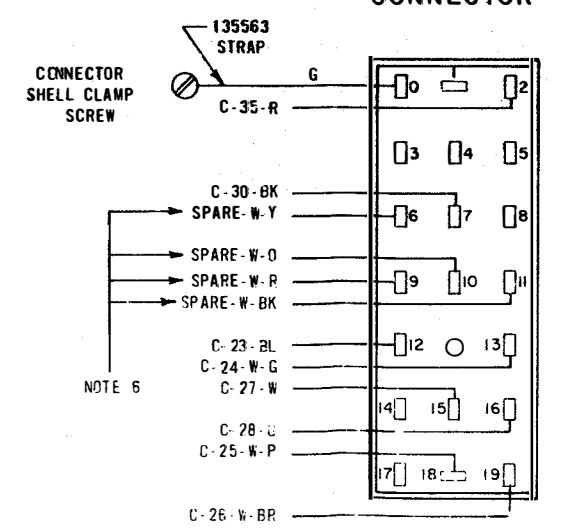 CONNECTOR
135563
STRAP
CONNECTOR
SHELL CLAMP
SCREW
G
C-35-R
0
2
3
4
5
C-30-BK
SPARE-W-Y
6
7
8
SPARE-W-O
SPARE-W-R
SPARE-W-BK
9
10
11
NOTE 6
C-23-BL
C-24-W-G
12
13
C-27-W
14
15
16
C-28-
C-25-W-P
17
18
19
C-26-W-BR